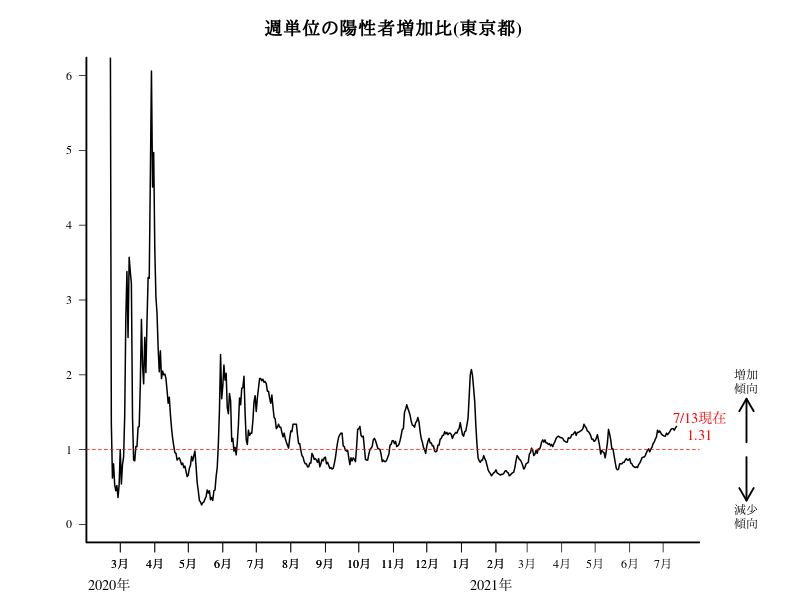 週単位の陽性者増加比(東京都)
6
5
4
3
2
1
0
増加
傾向
7/13現在
1.31
減少
傾向
3月 4月 5月 6月 7月 8月 9月 10月 11月 12月 1月 2月 3月 4月 5月 6月 7月
2020年 2021年